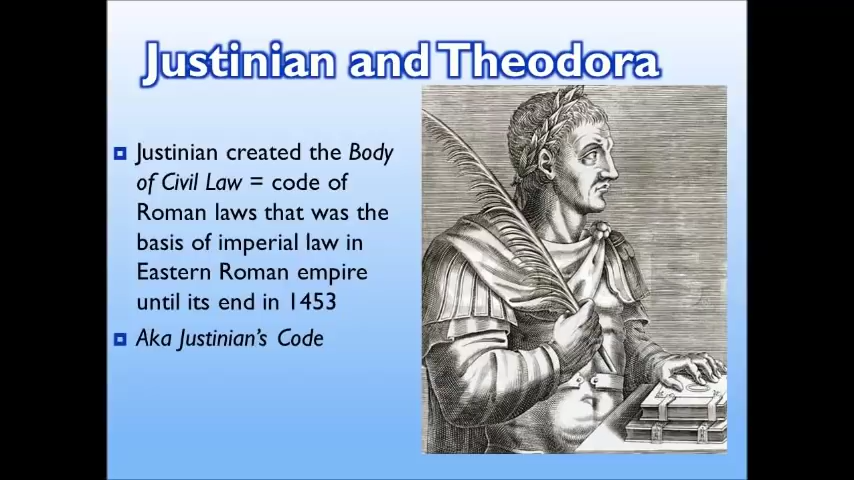 Justinian and Theodora
Justinian created the Body
of Civil Law = code of
Roman laws that was the
basis of imperial law in
Eastern Roman empire
until its end in 1453
Aka Justinian's Code